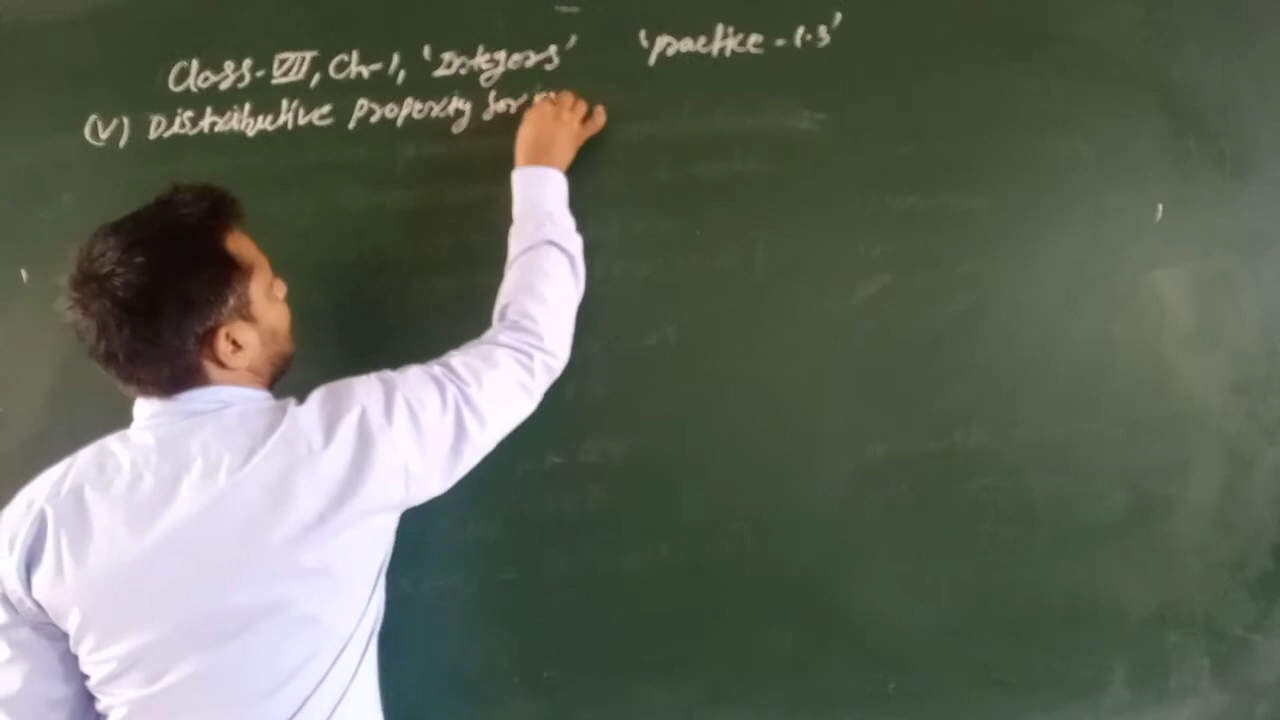 Class-VII, Ch-1, 'Integers' 'practice-1.3'
(V) Distributive property for